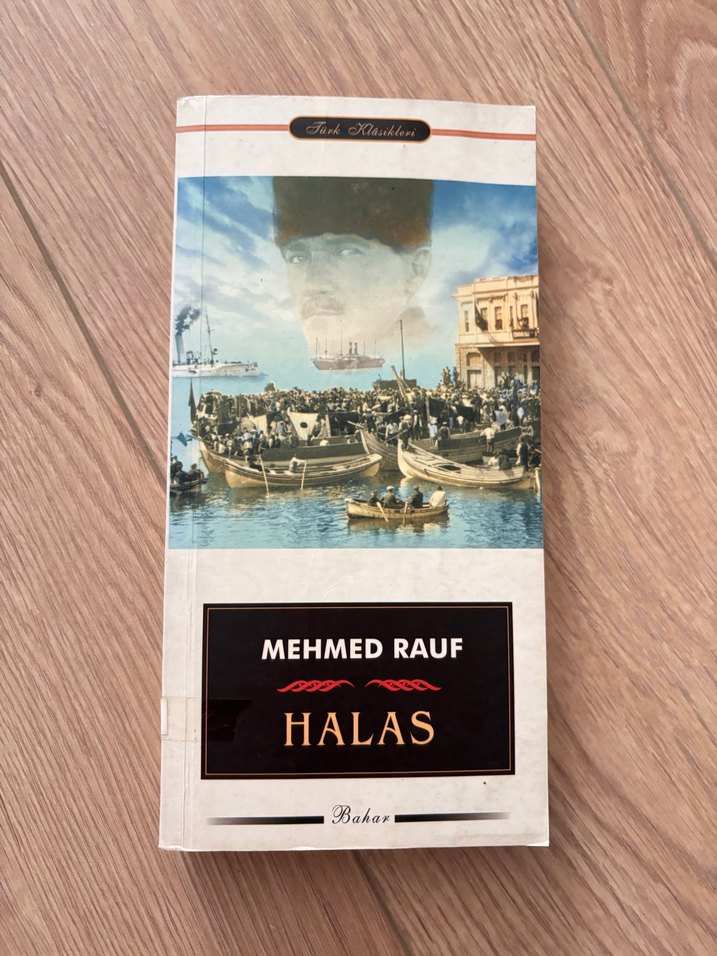 Türk Klâsikleri
MEHMED RAUF
HALAS
Bahar